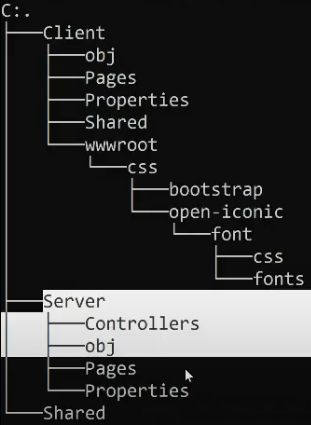 C:.
├───Client
│   ├───obj
│   ├───Pages
│   ├───Properties
│   ├───Shared
│   └───wwwroot
│       └───css
│           ├───bootstrap
│           └───open-iconic
│               └───font
│                   ├───css
│                   └───fonts
├───Server
│   ├───Controllers
│   ├───obj
│   ├───Pages
│   └───Properties
└───Shared